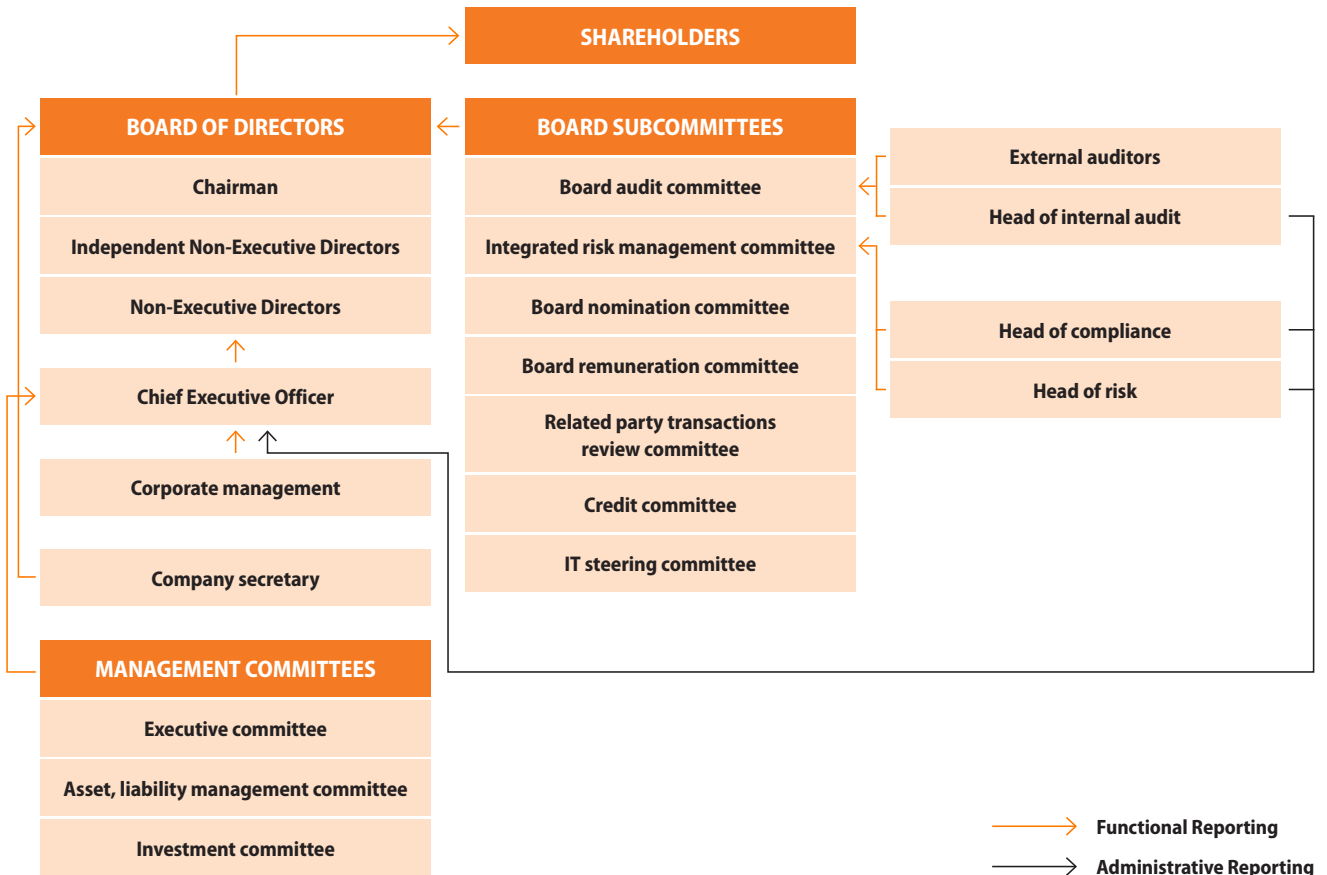 SHAREHOLDERS
BOARD OF DIRECTORS
Chairman
Independent Non-Executive Directors
Non-Executive Directors
Chief Executive Officer
Corporate management
Company secretary
MANAGEMENT COMMITTEES
Executive committee
Asset, liability management committee
Investment committee
BOARD SUBCOMMITTEES
Board audit committee
Integrated risk management committee
Board nomination committee
Board remuneration committee
Related party transactions
review committee
Credit committee
IT steering committee
External auditors
Head of internal audit
Head of compliance
Head of risk
Functional Reporting
Administrative Reporting